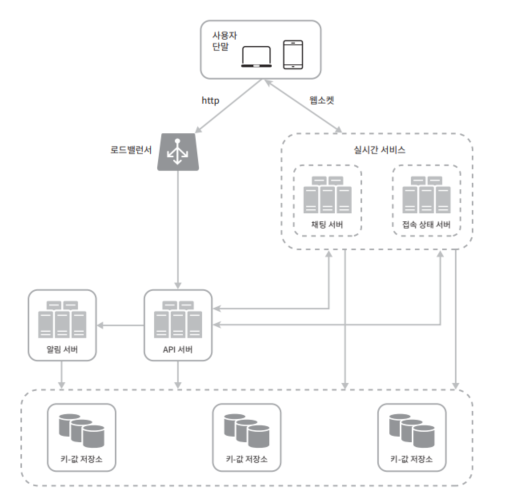 사용자
단말
http
웹소켓
로드밸런서
실시간 서비스
채팅 서버
접속 상태 서버
알림 서버
API 서버
키-값 저장소
키-값 저장소
키-값 저장소